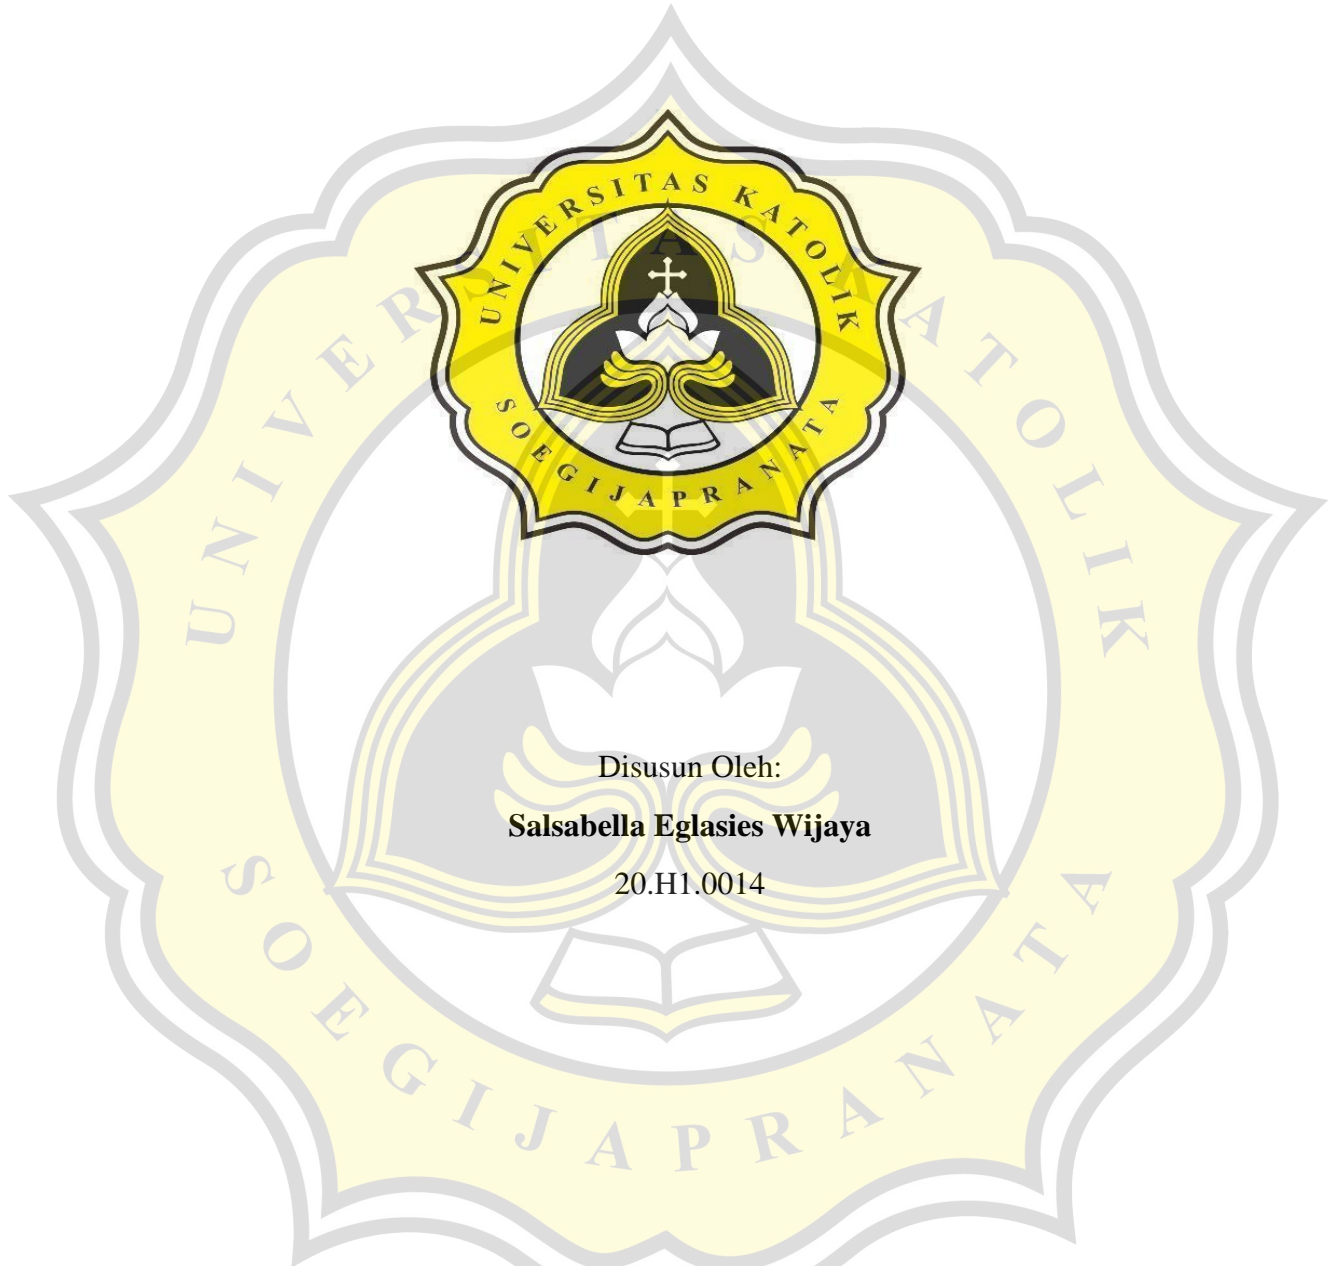 UNIVERSITAS KATOLIK
SOEGIJAPRANATA
UNIVERSITAS KATOLIK
SOEGIJAPRANATA
Disusun Oleh:
Salsabella Eglasies Wijaya
20.H1.0014